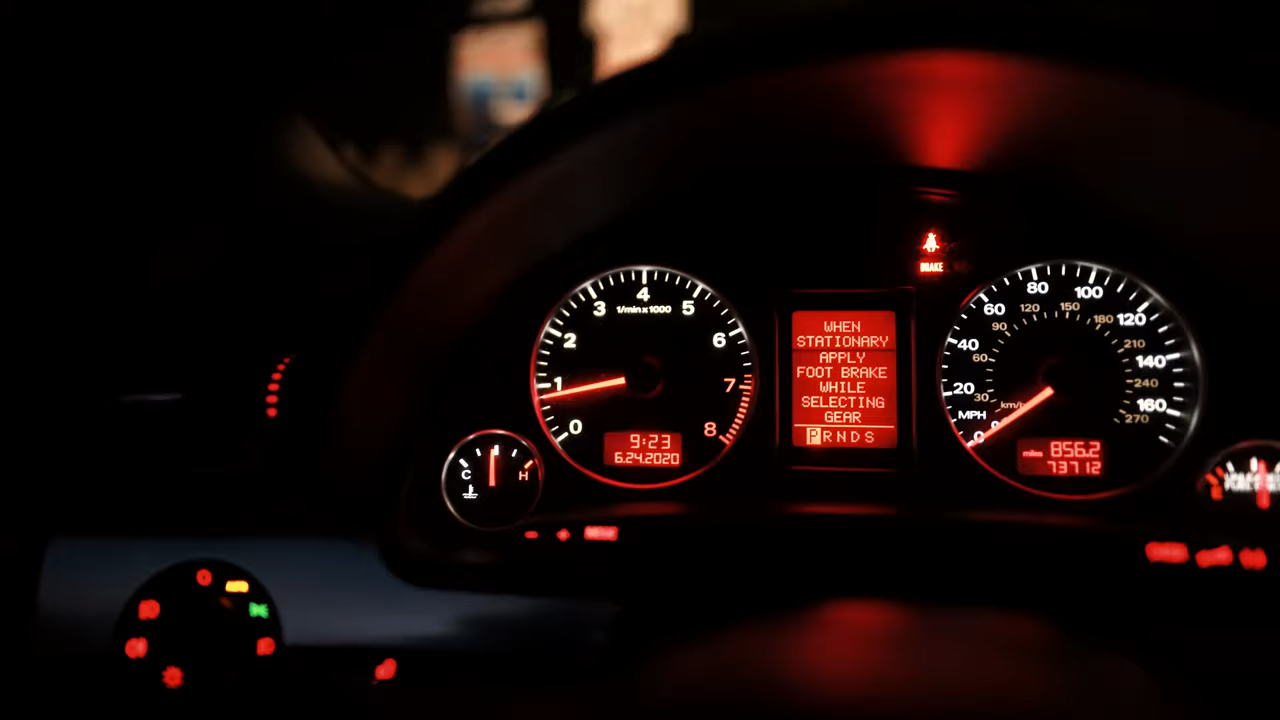 BRAKE
4
3
5
1/min x 1000
2
6
1
7
0
8
9:23
6.24.2020
C
H
WHEN
STATIONARY
APPLY
FOOT BRAKE
WHILE
SELECTING
GEAR
PRNDS
80
100
60
120
150
120
90
180
40
210
60
140
240
20
30
160
km/h
270
MPH
0
miles 856.2
73712